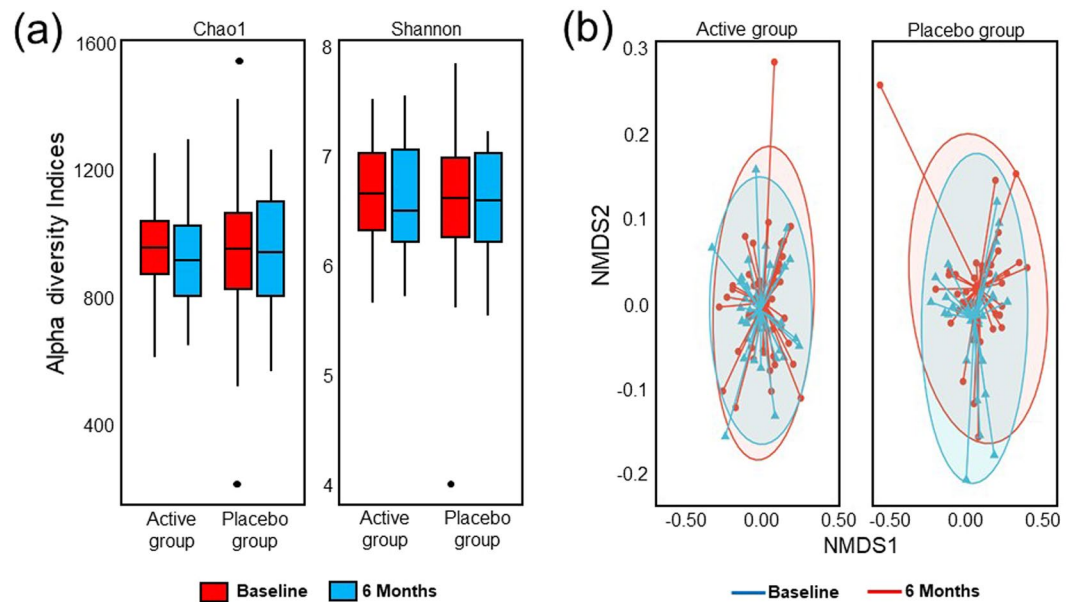 (a)
Chao1
Shannon
Alpha diversity Indices
1600
1200
800
400
8
7
6
5
4
Active
group
Placebo
group
Active
group
Placebo
group
Baseline
6 Months
(b)
Active group
Placebo group
NMDS2
0.3
0.2
0.1
0.0
-0.1
-0.2
-0.50 0.00 0.50
-0.50 0.00 0.50
NMDS1
Baseline
6 Months